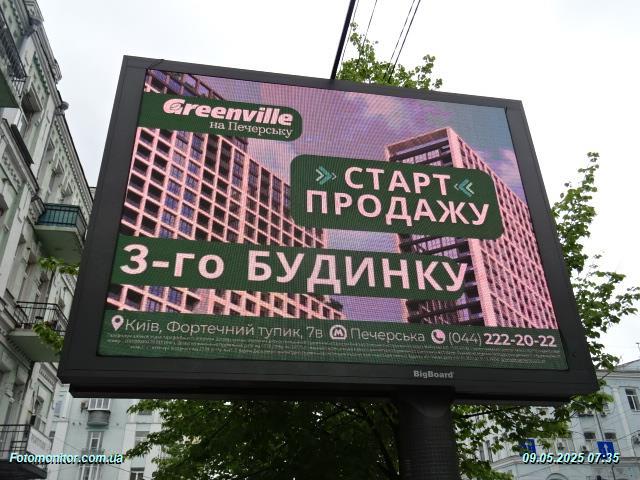 Greenville
на Печерську
СТАРТ
ПРОДАЖУ
3-го БУДИНКУ
Київ, Фортечний тупик, 7в М Печерська (044) 222-20-22
BigBoard
Fotomonitor.com.ua
09.05.2025 07:35